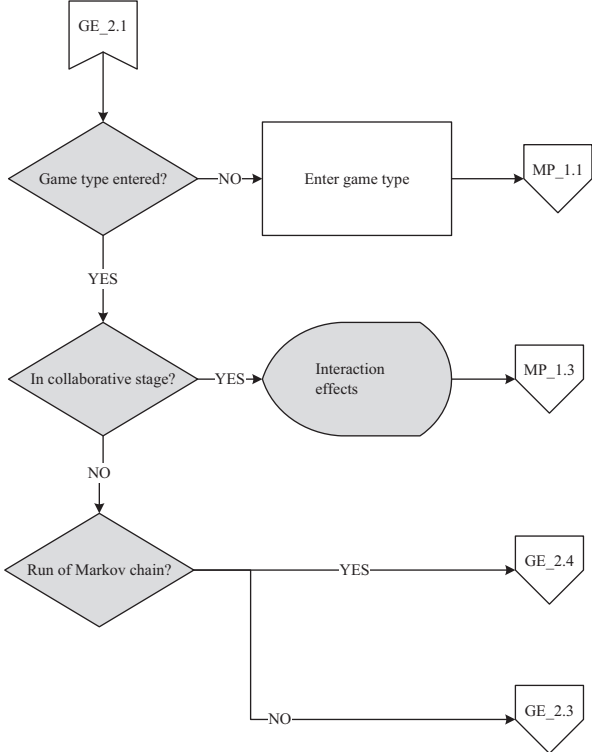 GE_2.1
Game type entered?
NO
Enter game type
MP_1.1
YES
In collaborative stage?
YES
Interaction
effects
MP_1.3
NO
Run of Markov chain?
YES
GE_2.4
NO
GE_2.3